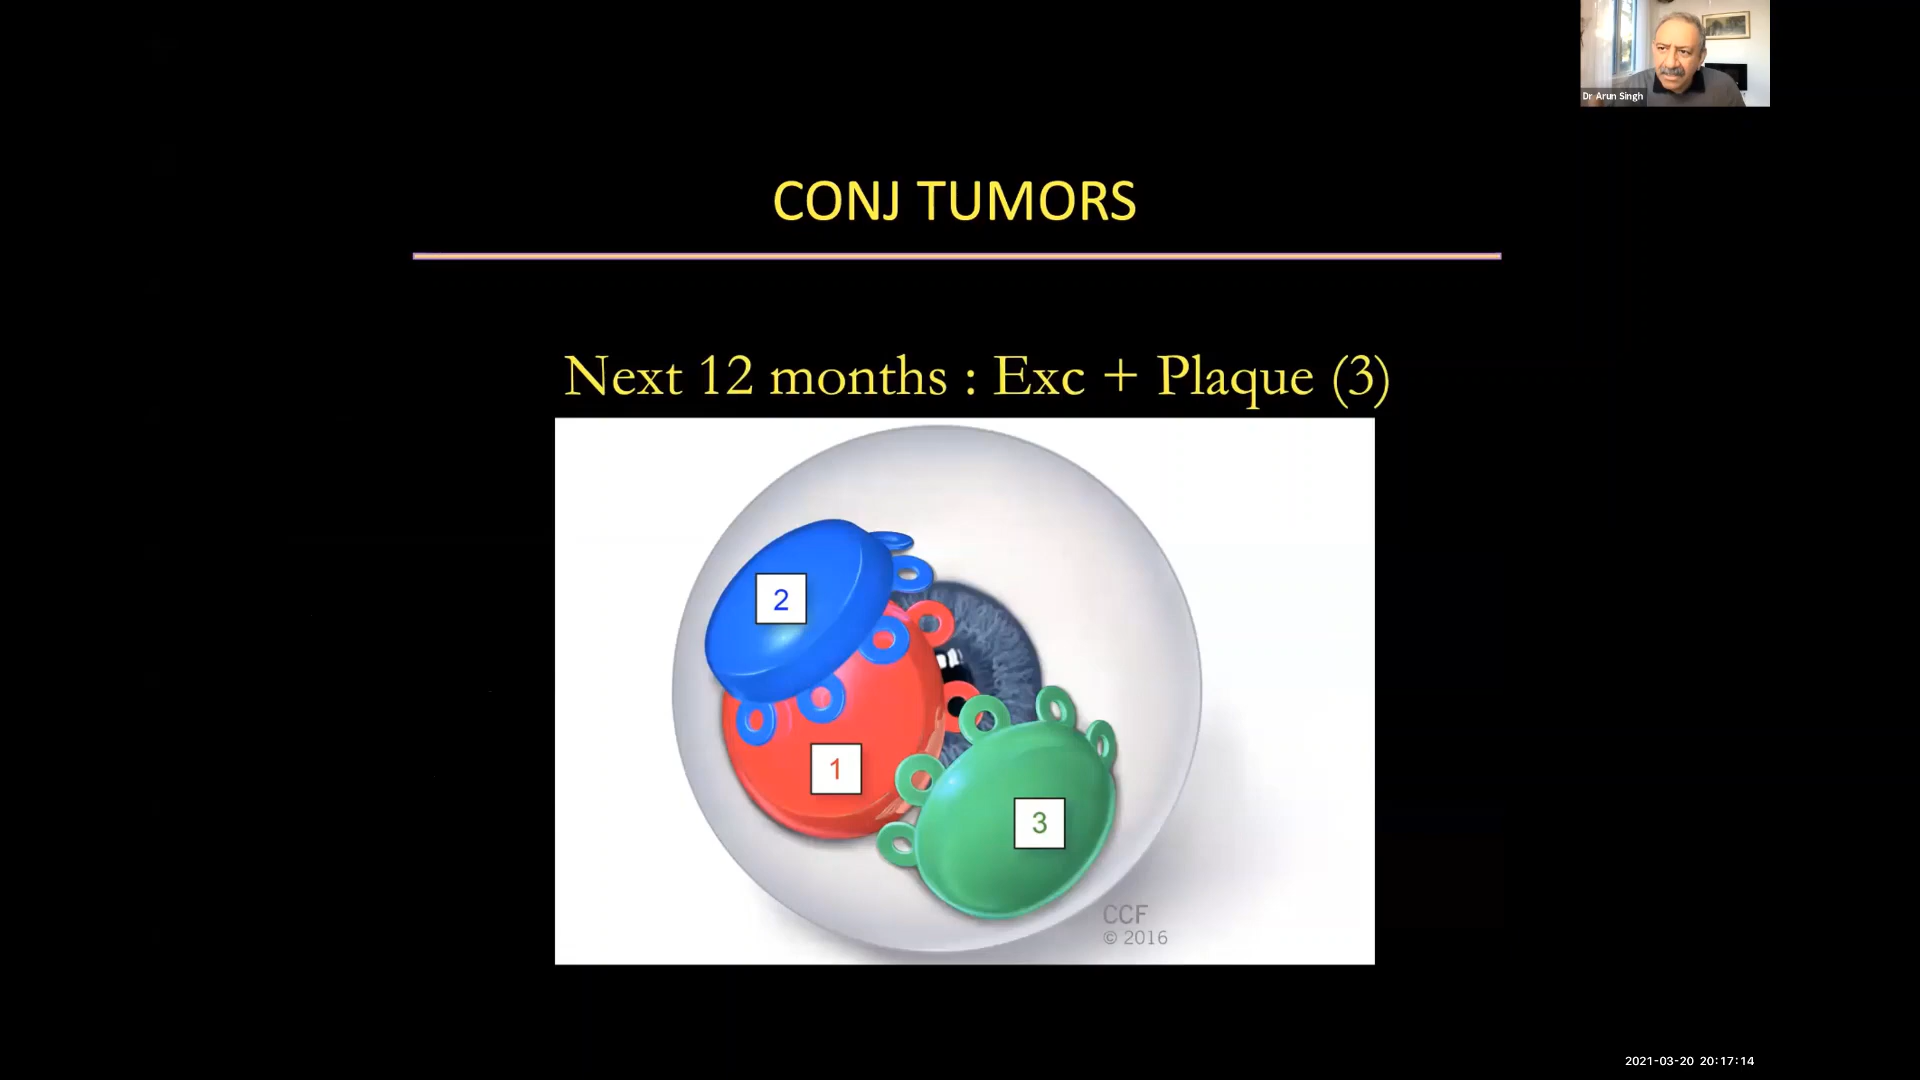 Dr Arun Singh
CONJ TUMORS
Next 12 months : Exc + Plaque (3)
2
1
3
CCF
© 2016
2021-03-20 20:17:14